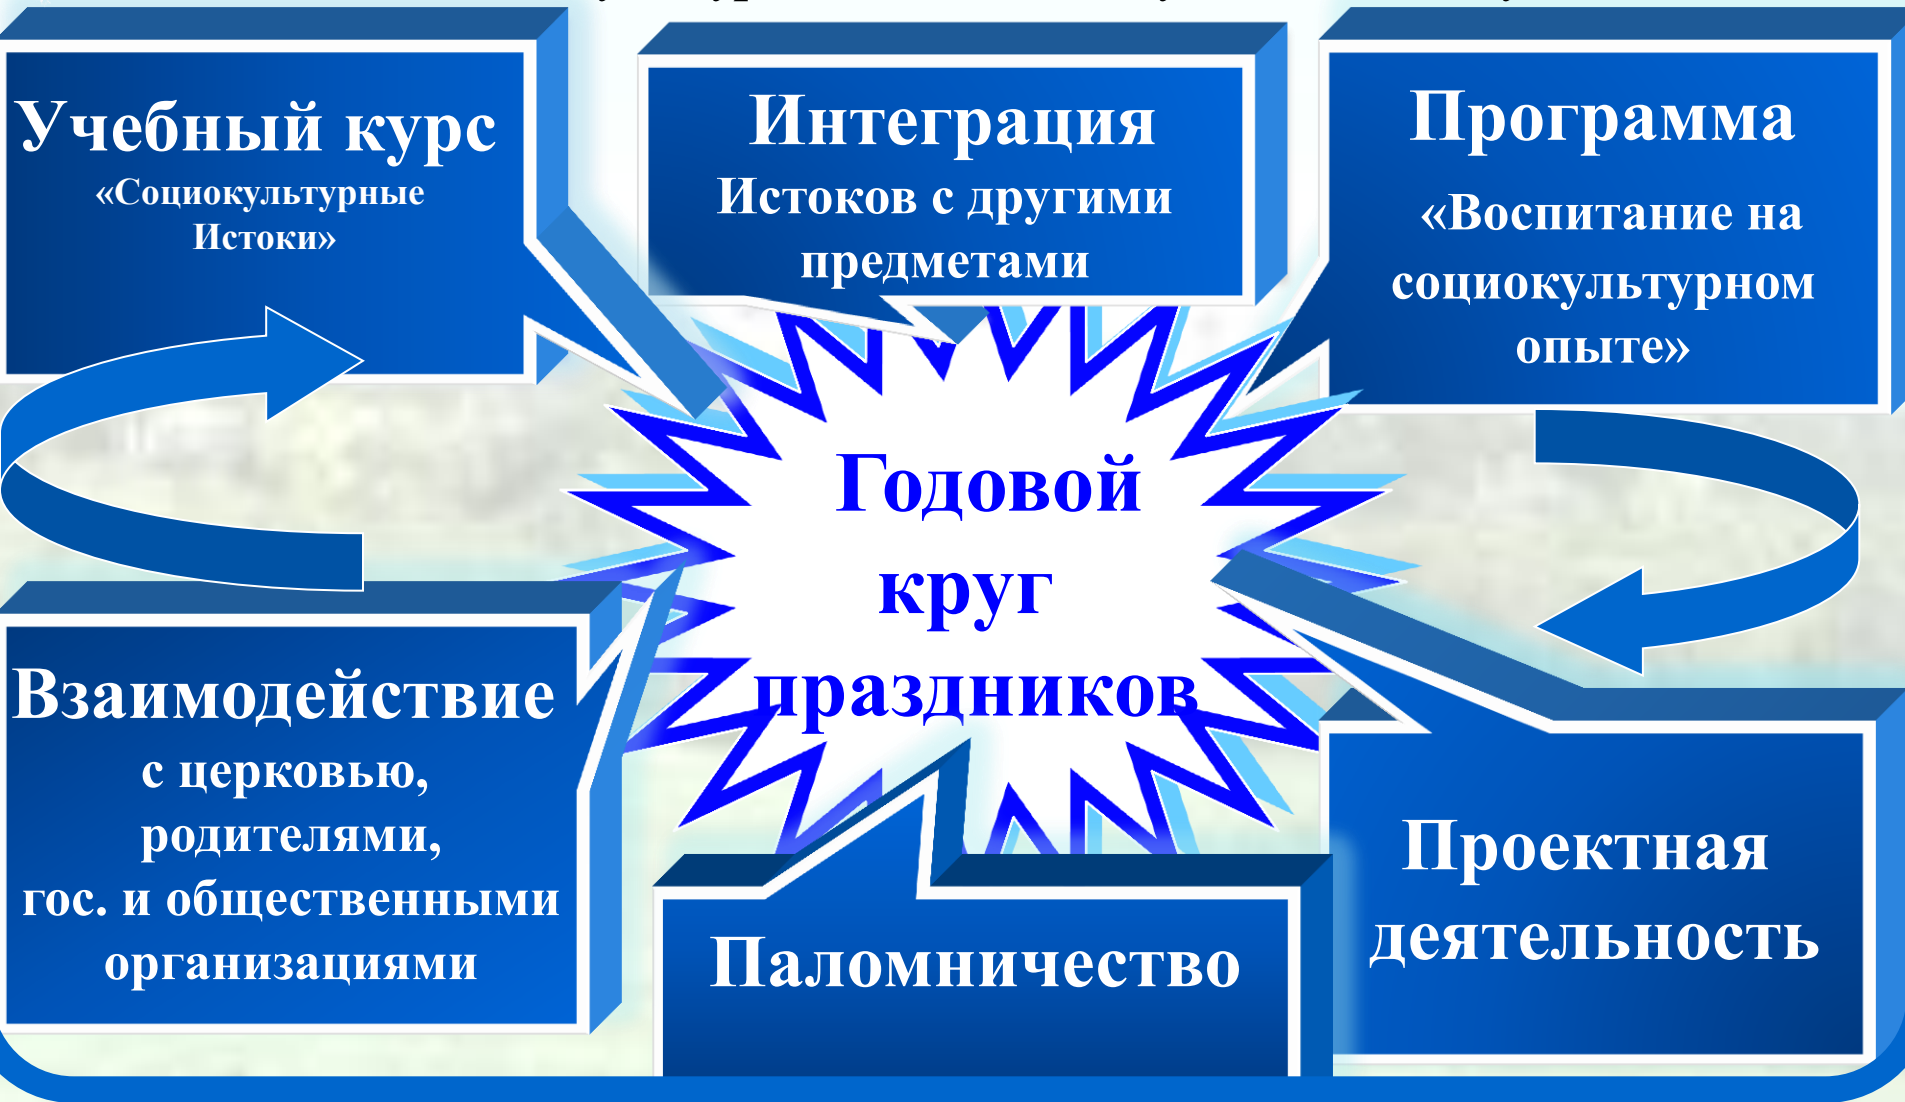 Учебный курс
«Социокультурные
Истоки»
Интеграция
Истоков с другими
предметами
Программа
«Воспитание на
социокультурном
опыте»
Годовой
круг
праздников
Взаимодействие
с церковью,
родителями,
гос. и общественными
организациями
Паломничество
Проектная
деятельность